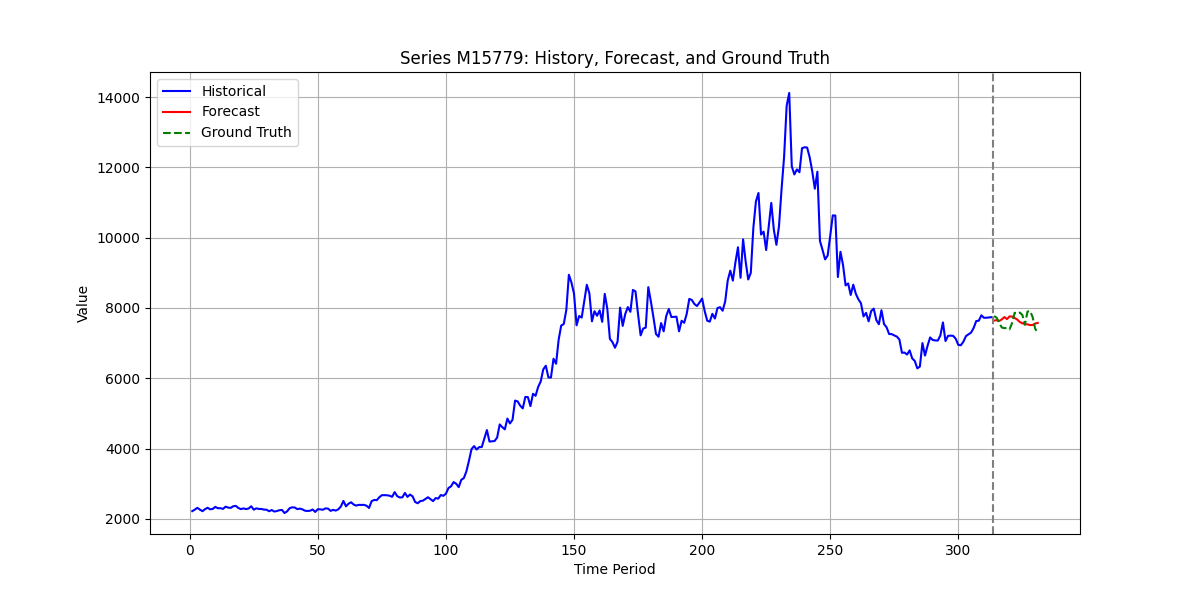 Series M15779: History, Forecast, and Ground Truth
Historical
Forecast
Ground Truth
14000
12000
10000
8000
6000
4000
2000
Value
0
50
100
150
200
250
300
Time Period